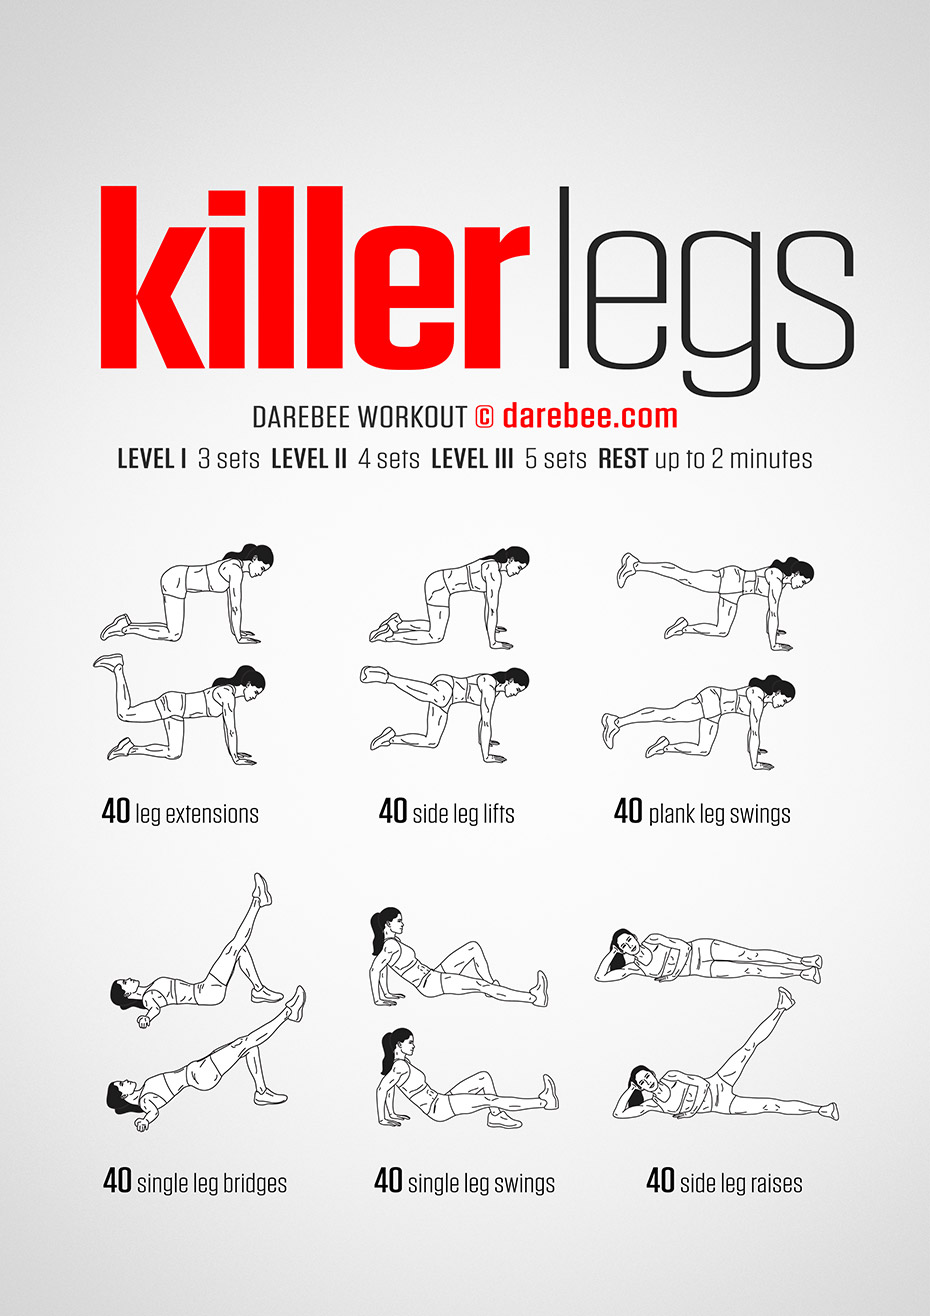 killer legs
DAREBEE WORKOUT © darebee.com
LEVEL I 3 sets LEVEL II 4 sets LEVEL III 5 sets REST up to 2 minutes
40 leg extensions
40 side leg lifts
40 plank leg swings
40 single leg bridges
40 single leg swings
40 side leg raises